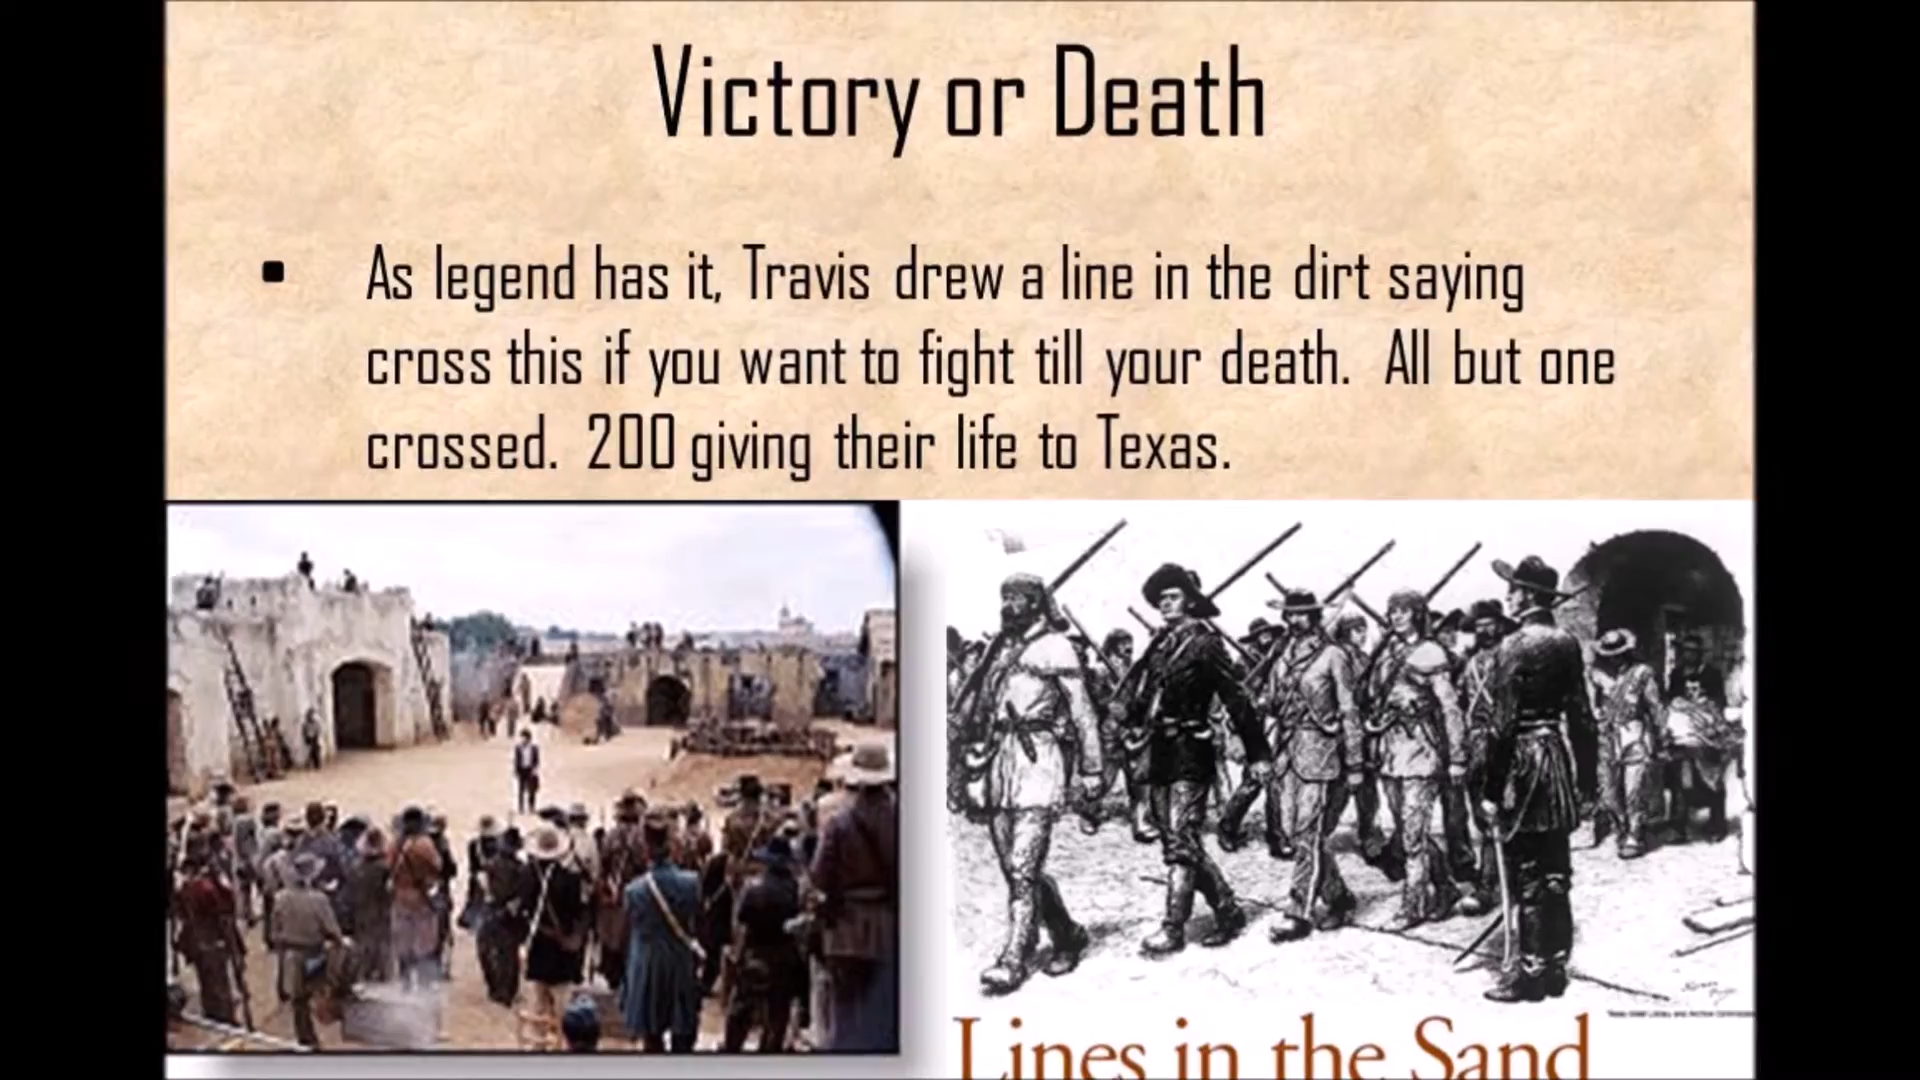 Victory or Death
▪ As legend has it, Travis drew a line in the dirt saying
cross this if you want to fight till your death. All but one
crossed. 200 giving their life to Texas.
Lines in the Sand